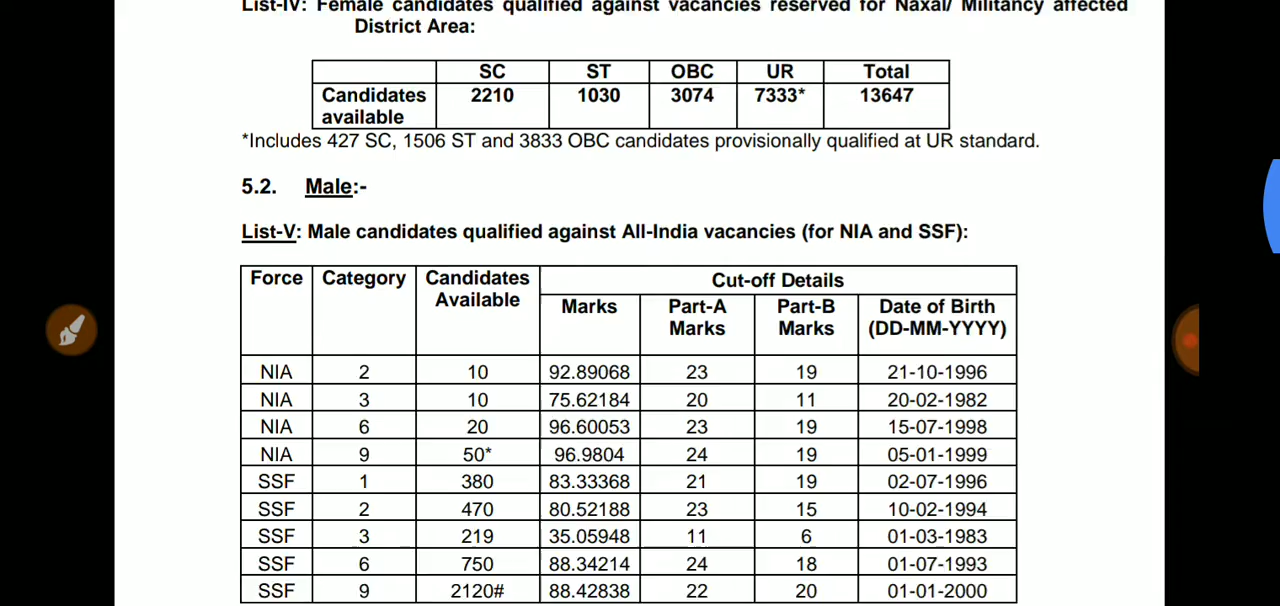 List-IV: Female candidates qualified against vacancies reserved for Naxal/ Militancy affected
District Area:
SC ST OBC UR Total
Candidates available 2210 1030 3074 7333* 13647
*Includes 427 SC, 1506 ST and 3833 OBC candidates provisionally qualified at UR standard.
5.2. Male:-
List-V: Male candidates qualified against All-India vacancies (for NIA and SSF):
Force Category Candidates Available Cut-off Details
Marks Part-A Marks Part-B Marks Date of Birth (DD-MM-YYYY)
NIA 2 10 92.89068 23 19 21-10-1996
NIA 3 10 75.62184 20 11 20-02-1982
NIA 6 20 96.60053 23 19 15-07-1998
NIA 9 50* 96.9804 24 19 05-01-1999
SSF 1 380 83.33368 21 19 02-07-1996
SSF 2 470 80.52188 23 15 10-02-1994
SSF 3 219 35.05948 11 6 01-03-1983
SSF 6 750 88.34214 24 18 01-07-1993
SSF 9 2120# 88.42838 22 20 01-01-2000